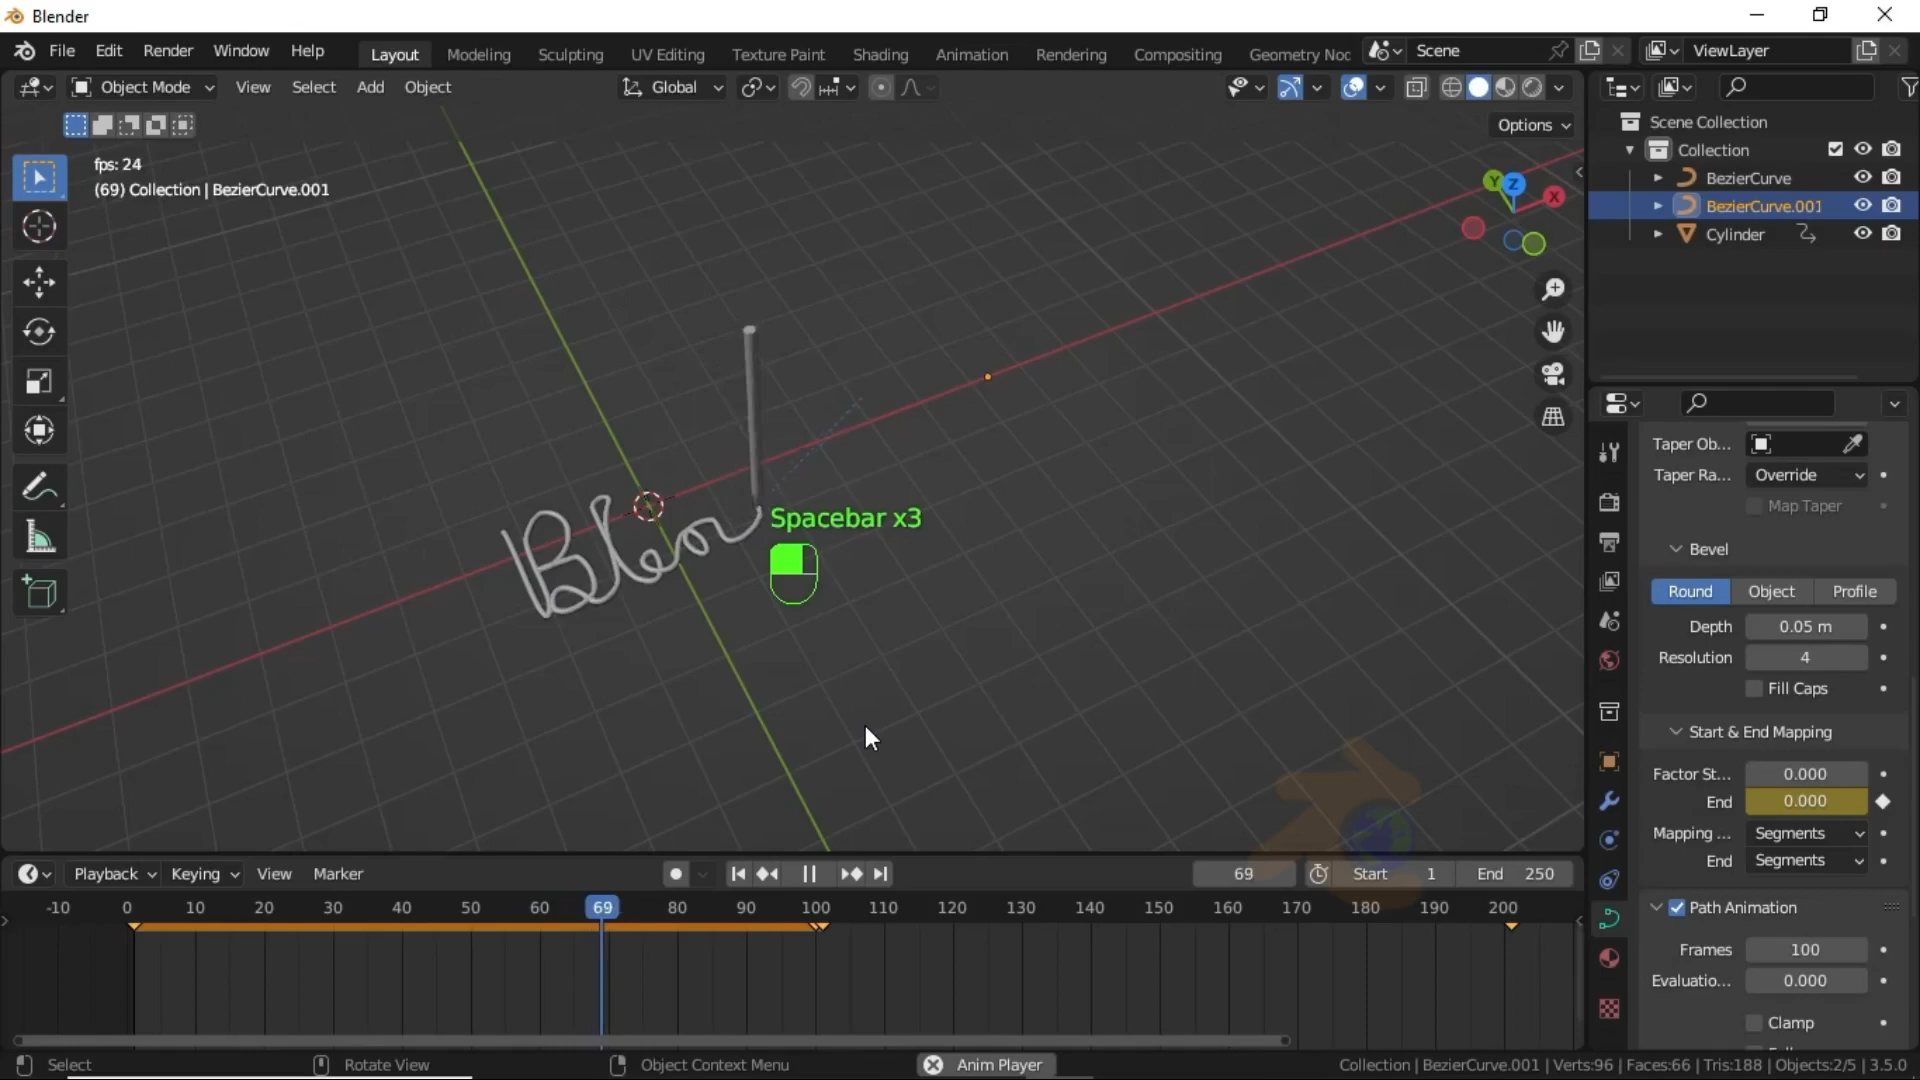 Blender
File Edit Render Window Help Layout Modeling Sculpting UV Editing Texture Paint Shading Animation Rendering Compositing Geometry Noc Scene ViewLayer
Object Mode View Select Add Object Global
Options
fps: 24
(69) Collection | BezierCurve.001
Y Z X
Blen
Spacebar x3
Scene Collection
Collection
BezierCurve
BezierCurve.001
Cylinder
Taper Ob...
Taper Ra... Override
Map Taper
Bevel
Round Object Profile
Depth 0.05 m
Resolution 4
Fill Caps
Start & End Mapping
Factor St... 0.000
End 0.000
Mapping ... Segments
End Segments
Path Animation
Frames 100
Evaluatio... 0.000
Clamp
Playback Keying View Marker 69 Start 1 End 250
-10 0 10 20 30 40 50 60 69 80 90 100 110 120 130 140 150 160 170 180 190 200
Select Rotate View Object Context Menu Anim Player Collection | BezierCurve.001 | Verts:96 | Faces:66 | Tris:188 | Objects:2/5 | 3.5.0